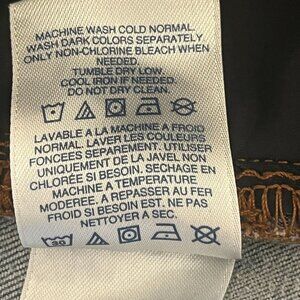 MACHINE WASH COLD NORMAL.
WASH DARK COLORS SEPARATELY.
ONLY NON-CHLORINE BLEACH WHEN
NEEDED.
TUMBLE DRY LOW.
COOL IRON IF NEEDED.
DO NOT DRY CLEAN.
LAVABLE A LA MACHINE A FROID
NORMAL. LAVER LES COULEURS
FONCEES SEPAREMENT. UTILISER
UNIQUEMENT DE LA JAVEL NON
CHLOREE SI BESOIN. SECHAGE EN
MACHINE A TEMPERATURE
MODEREE. A REPASSER AU FER
FROID SI BESOIN EST. NE PAS
NETTOYER A SEC.
30